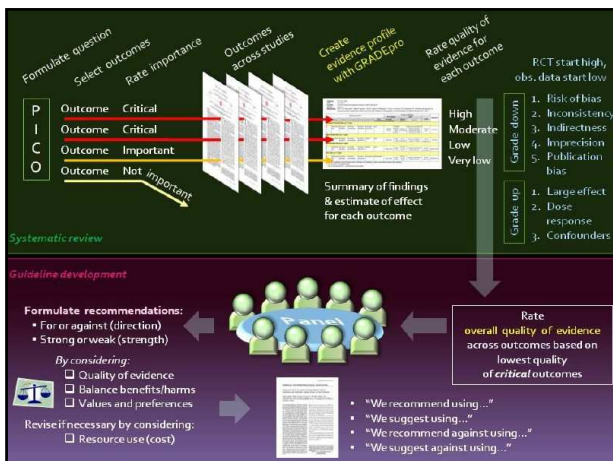 Formulate question
Select outcomes
Rate importance
Outcomes
across studies
Create
evidence profile
with GRADEpro
Rate quality of
evidence for
each outcome
RCT start high,
obs. data start low
P
I
C
O
Outcome Critical
Outcome Critical
Outcome Important
Outcome Not important
High
Moderate
Low
Very low
Summary of findings
& estimate of effect
for each outcome
Grade down
1. Risk of bias
2. Inconsistency
3. Indirectness
4. Imprecision
5. Publication
bias
Grade up
1. Large effect
2. Dose
response
3. Confounders
Systematic review
Guideline development
Panel
Rate
overall quality of evidence
across outcomes based on
lowest quality
of critical outcomes
Formulate recommendations:
• For or against (direction)
• Strong or weak (strength)
By considering:
❑ Quality of evidence
❑ Balance benefits/harms
❑ Values and preferences
Revise if necessary by considering:
❑ Resource use (cost)
• “We recommend using...”
• “We suggest using...”
• “We recommend against using...”
• “We suggest against using...”